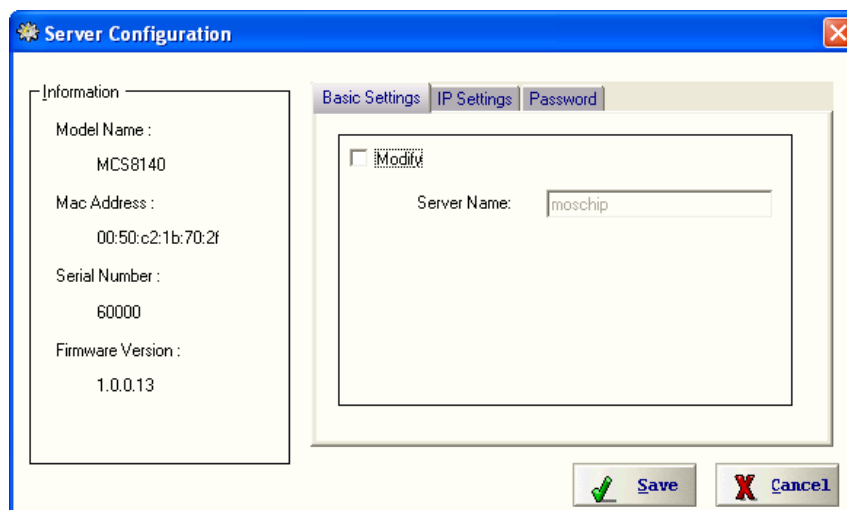 Server Configuration
Information
Model Name :
MCS8140
Mac Address :
00:50:c2:1b:70:2f
Serial Number :
60000
Firmware Version :
1.0.0.13
Basic Settings
IP Settings
Password
Modify
Server Name:
moschip
Save
Cancel